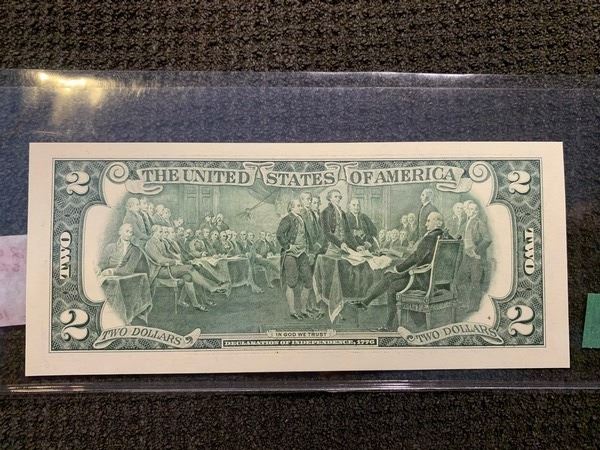 2 THE UNITED STATES OF AMERICA 2
TWO TWO
2 TWO DOLLARS IN GOD WE TRUST TWO DOLLARS 2
DECLARATION OF INDEPENDENCE, 1776